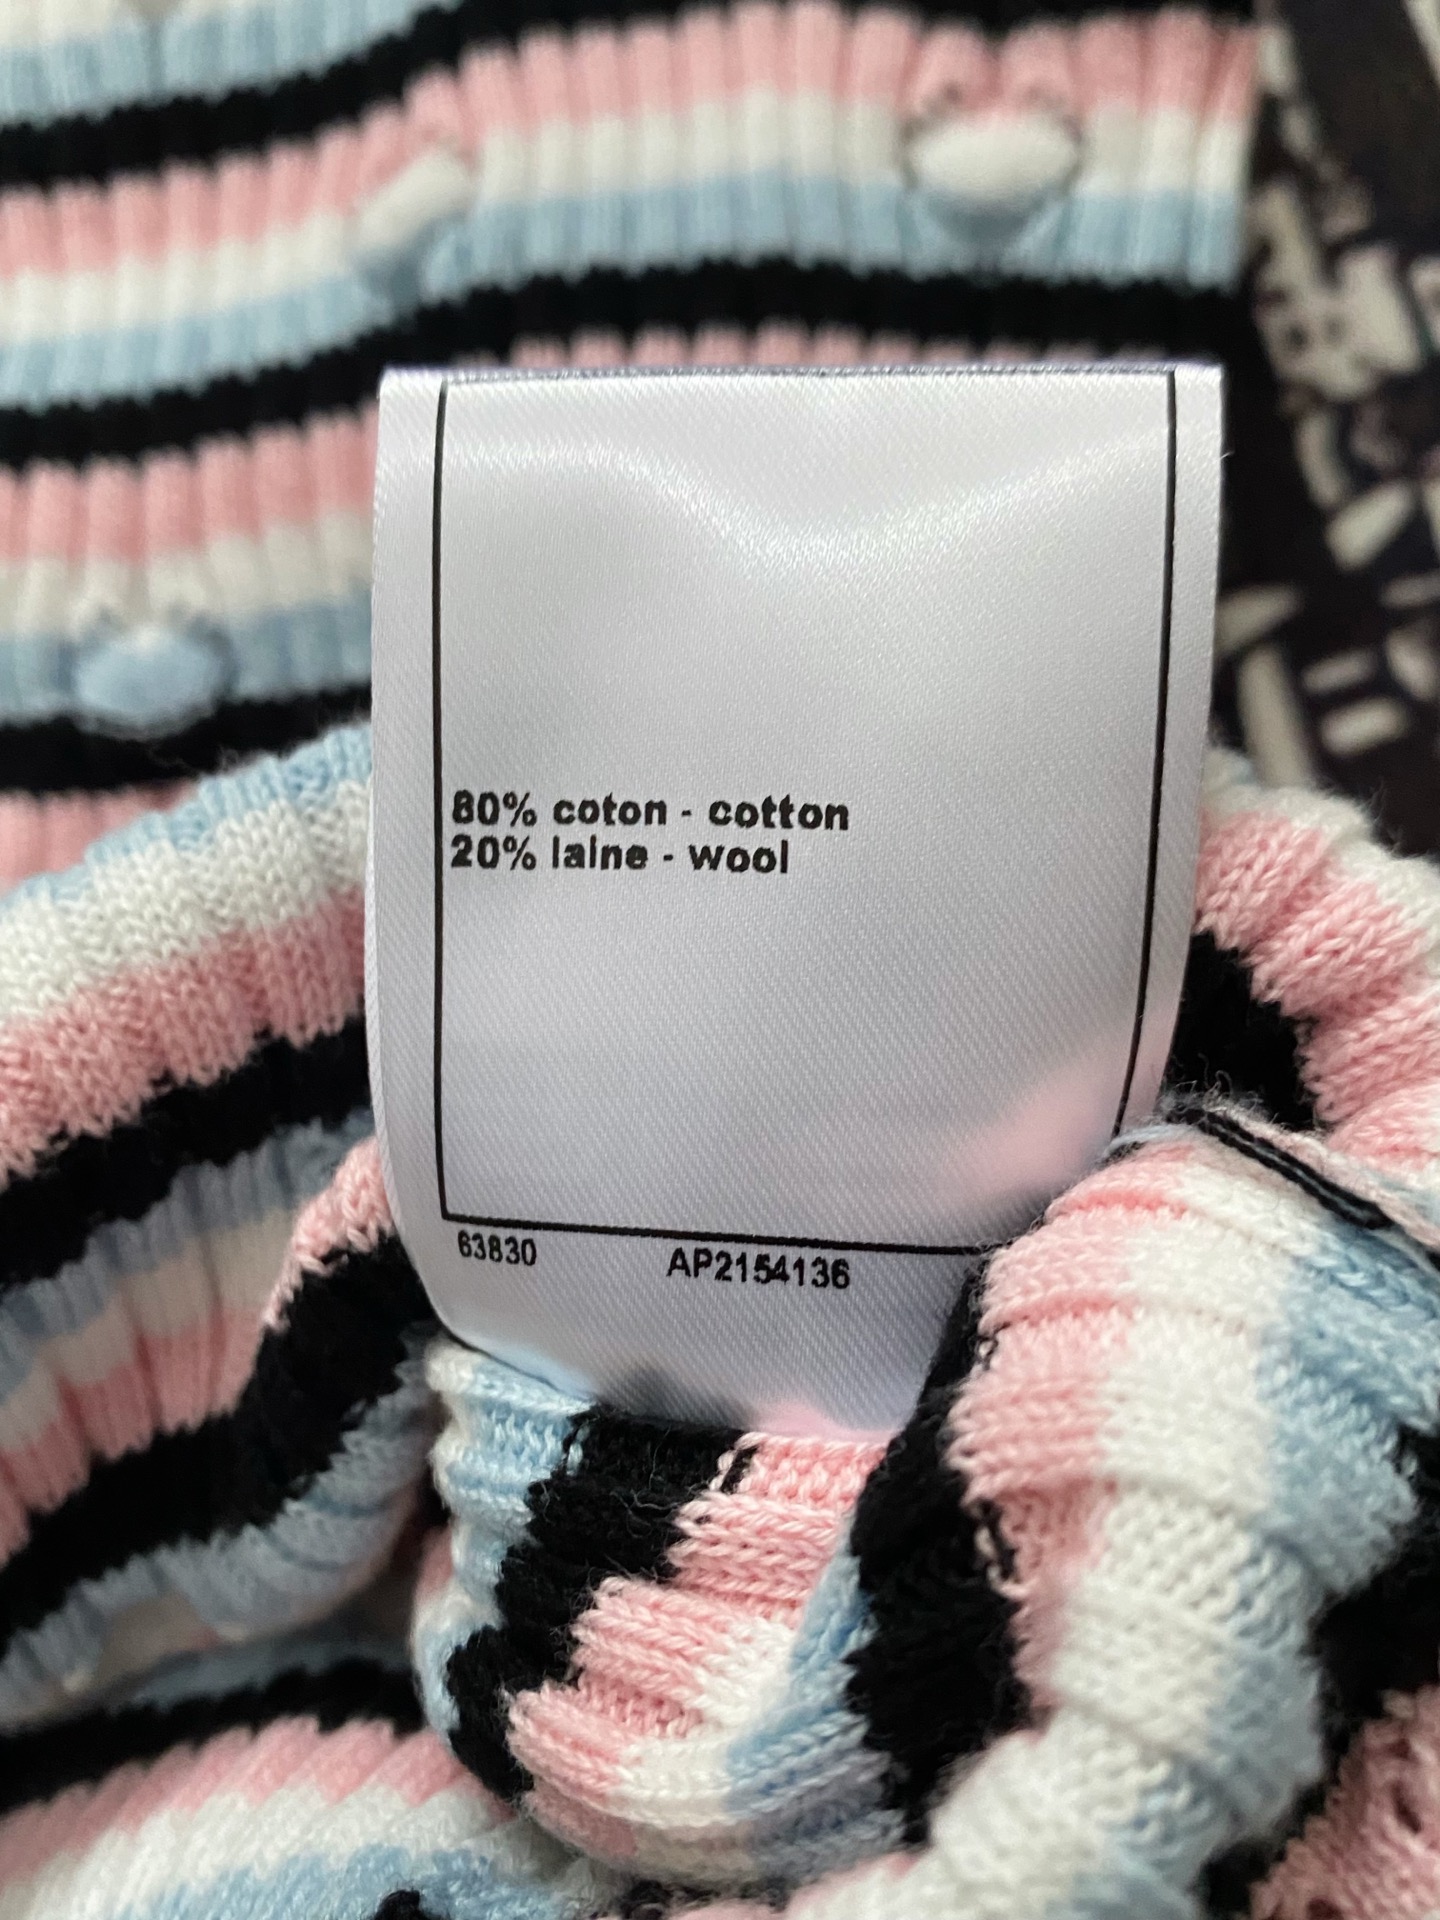 80% coton - cotton
20% laine - wool
63830 AP2154136